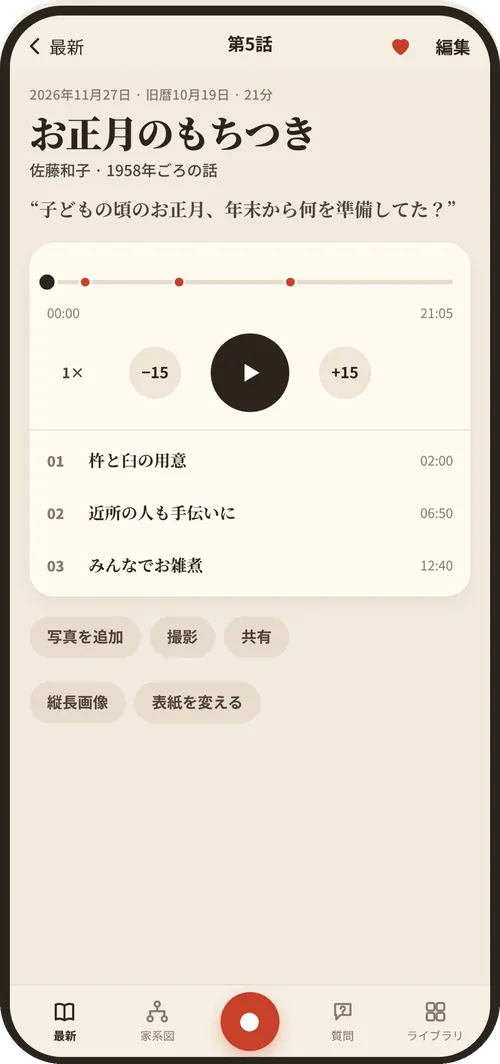 最新 第5話 編集
2026年11月27日 · 旧暦10月19日 · 21分
お正月のもちつき
佐藤和子 · 1958年ごろの話
“子どもの頃のお正月、年末から何を準備してた？”
00:00 21:05
1× −15 +15
01 杵と臼の用意 02:00
02 近所の人も手伝いに 06:50
03 みんなでお雑煮 12:40
写真を追加 撮影 共有
縦長画像 表紙を変える
最新 家系図 質問 ライブラリ